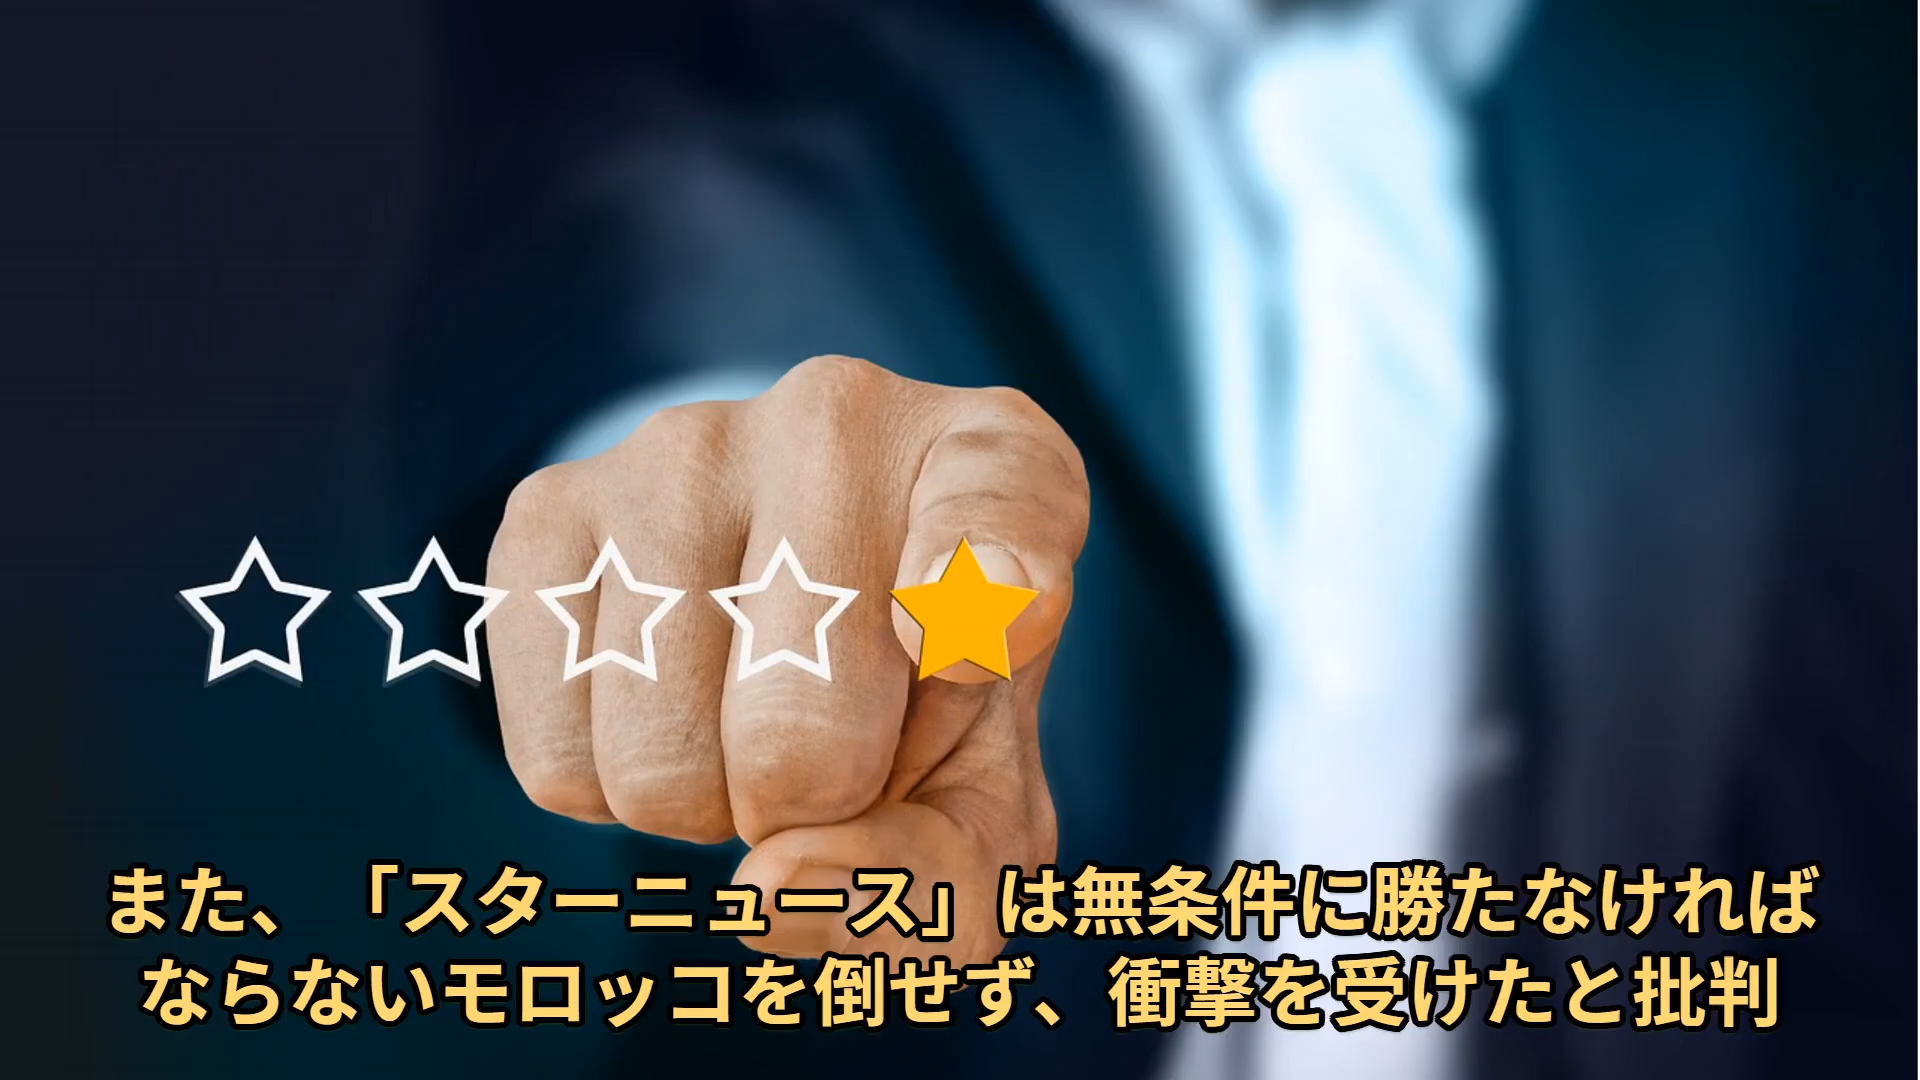 また、「スターニュース」は無条件に勝たなければ
ならないモロッコを倒せず、衝撃を受けたと批判